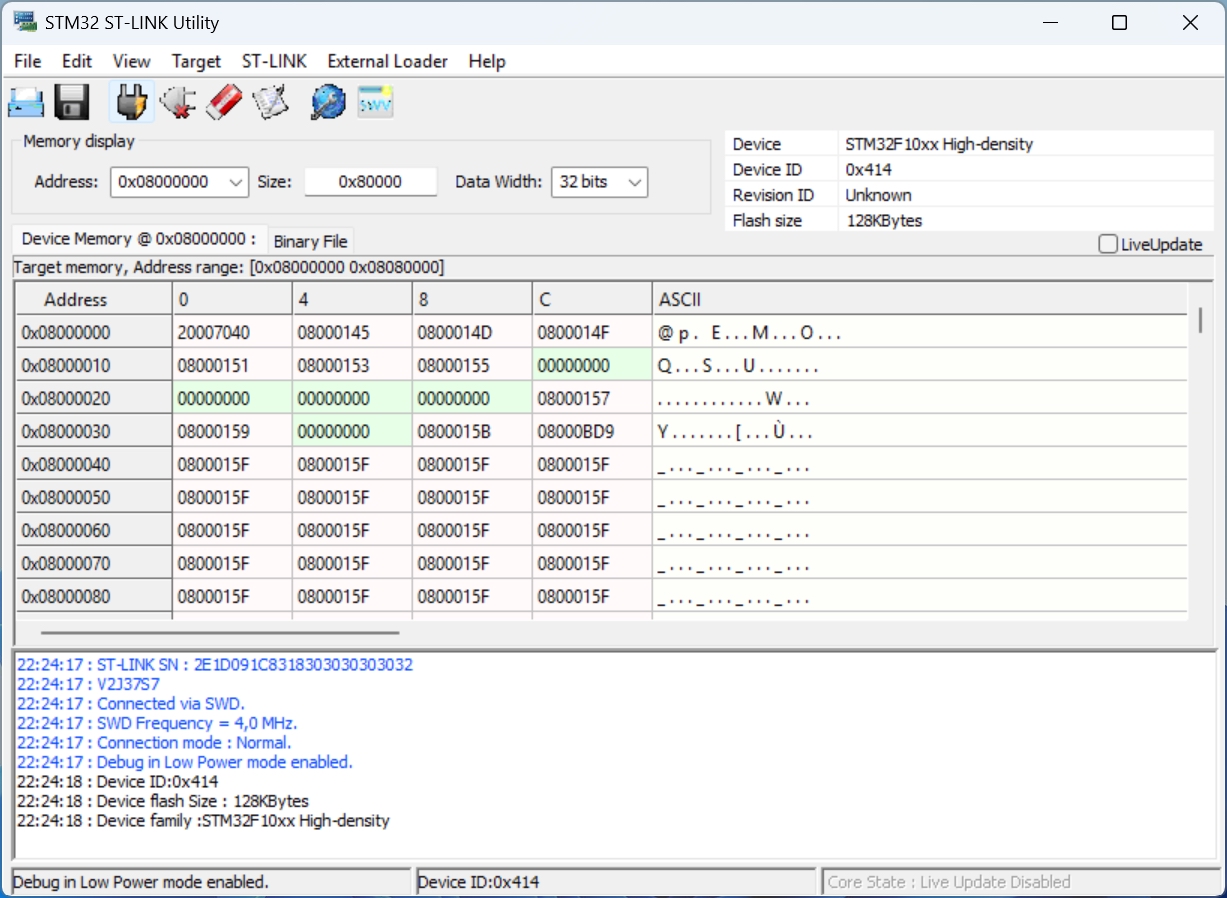 STM32 ST-LINK Utility
File Edit View Target ST-LINK External Loader Help
SWV
Memory display
Address: 0x08000000 Size: 0x80000 Data Width: 32 bits
Device STM32F10xx High-density
Device ID 0x414
Revision ID Unknown
Flash size 128KBytes
Device Memory @ 0x08000000 : Binary File
LiveUpdate
Target memory, Address range: [0x08000000 0x08080000]
Address 0 4 8 C ASCII
0x08000000 20007040 08000145 0800014D 0800014F @p. E...M...O...
0x08000010 08000151 08000153 08000155 00000000 Q...S...U.......
0x08000020 00000000 00000000 00000000 08000157 ............W...
0x08000030 08000159 00000000 0800015B 08000BD9 Y.......[...Ù...
0x08000040 0800015F 0800015F 0800015F 0800015F _..._..._..._...
0x08000050 0800015F 0800015F 0800015F 0800015F _..._..._..._...
0x08000060 0800015F 0800015F 0800015F 0800015F _..._..._..._...
0x08000070 0800015F 0800015F 0800015F 0800015F _..._..._..._...
0x08000080 0800015F 0800015F 0800015F 0800015F _..._..._..._...
22:24:17 : ST-LINK SN : 2E1D091C8318303030303032
22:24:17 : V2J37S7
22:24:17 : Connected via SWD.
22:24:17 : SWD Frequency = 4,0 MHz.
22:24:17 : Connection mode : Normal.
22:24:17 : Debug in Low Power mode enabled.
22:24:18 : Device ID:0x414
22:24:18 : Device flash Size : 128KBytes
22:24:18 : Device family :STM32F10xx High-density
Debug in Low Power mode enabled. Device ID:0x414 Core State : Live Update Disabled